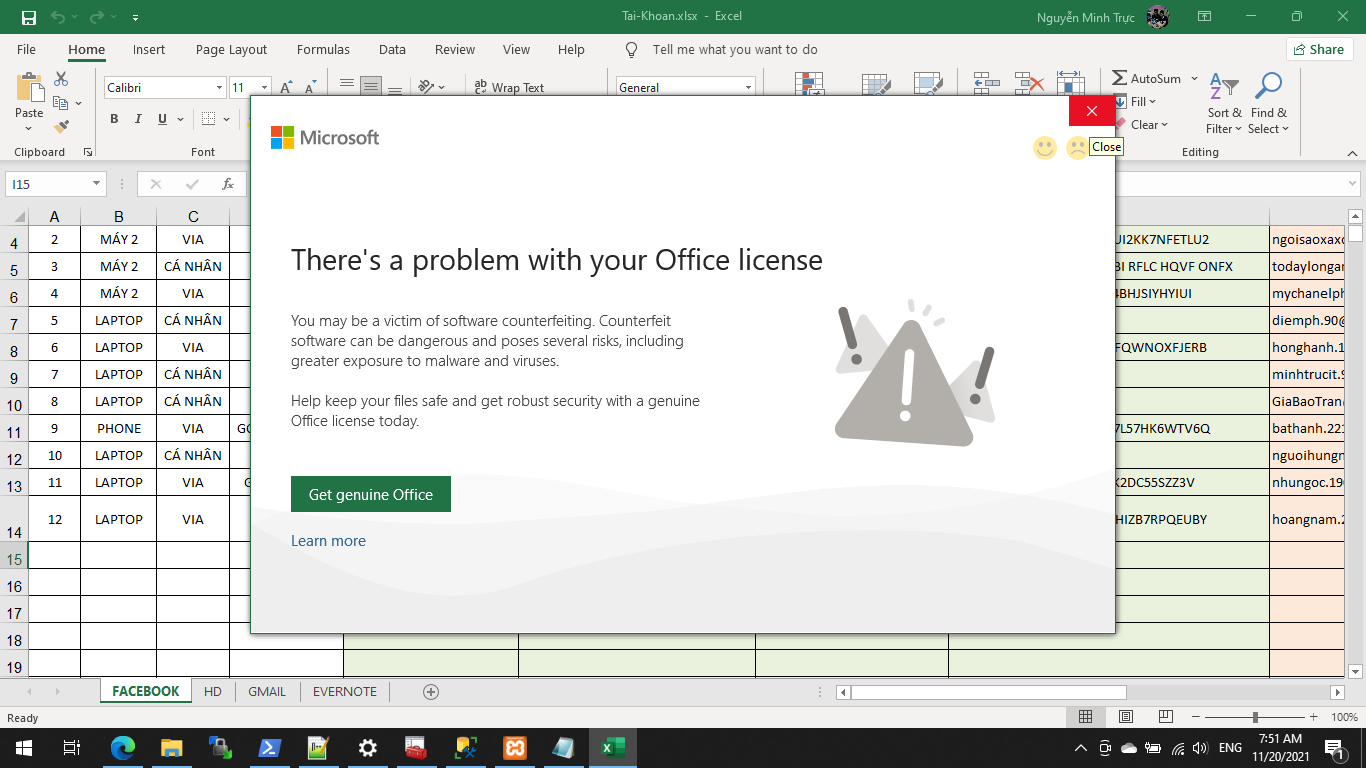 Tai-Khoan.xlsx - Excel
Nguyễn Minh Trực
File Home Insert Page Layout Formulas Data Review View Help Tell me what you want to do Share
Paste
Clipboard
Calibri 11
B I U
Font
Wrap Text
General
AutoSum
Fill
Clear
Sort & Filter
Find & Select
Editing
I15
fx
Microsoft
Close
There's a problem with your Office license
You may be a victim of software counterfeiting. Counterfeit
software can be dangerous and poses several risks, including
greater exposure to malware and viruses.
Help keep your files safe and get robust security with a genuine
Office license today.
Get genuine Office
Learn more
A B C
4 2 MÁY 2 VIA UI2KK7NFETLU2 ngoisaoxaxo
5 3 MÁY 2 CÁ NHÂN BI RFLC HQVF ONFX todaylongan
6 4 MÁY 2 VIA BHJSIYHYIUI mychanelph
7 5 LAPTOP CÁ NHÂN diemph.90@
8 6 LAPTOP VIA FQWNOXFJERB honghanh.1
9 7 LAPTOP CÁ NHÂN minhtrucit.9
10 8 LAPTOP CÁ NHÂN GiaBaoTran
11 9 PHONE VIA GO 7L57HK6WTV6Q bathanh.221
12 10 LAPTOP CÁ NHÂN nguoihungn
13 11 LAPTOP VIA G K2DC55SZZ3V nhungoc.190
14 12 LAPTOP VIA HIZB7RPQEUBY hoangnam.2
15
16
17
18
19
FACEBOOK HD GMAIL EVERNOTE
Ready
100%
ENG
7:51 AM
11/20/2021
1